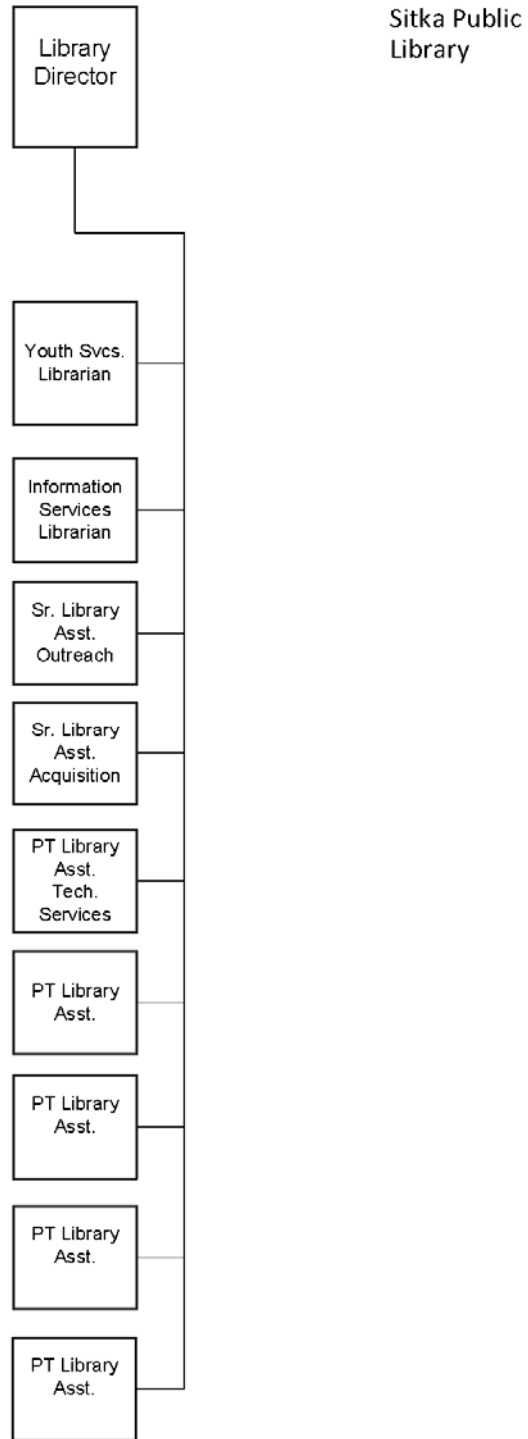 Sitka Public
Library
Library
Director
Youth Svcs.
Librarian
Information
Services
Librarian
Sr. Library
Asst.
Outreach
Sr. Library
Asst.
Acquisition
PT Library
Asst.
Tech.
Services
PT Library
Asst.
PT Library
Asst.
PT Library
Asst.
PT Library
Asst.